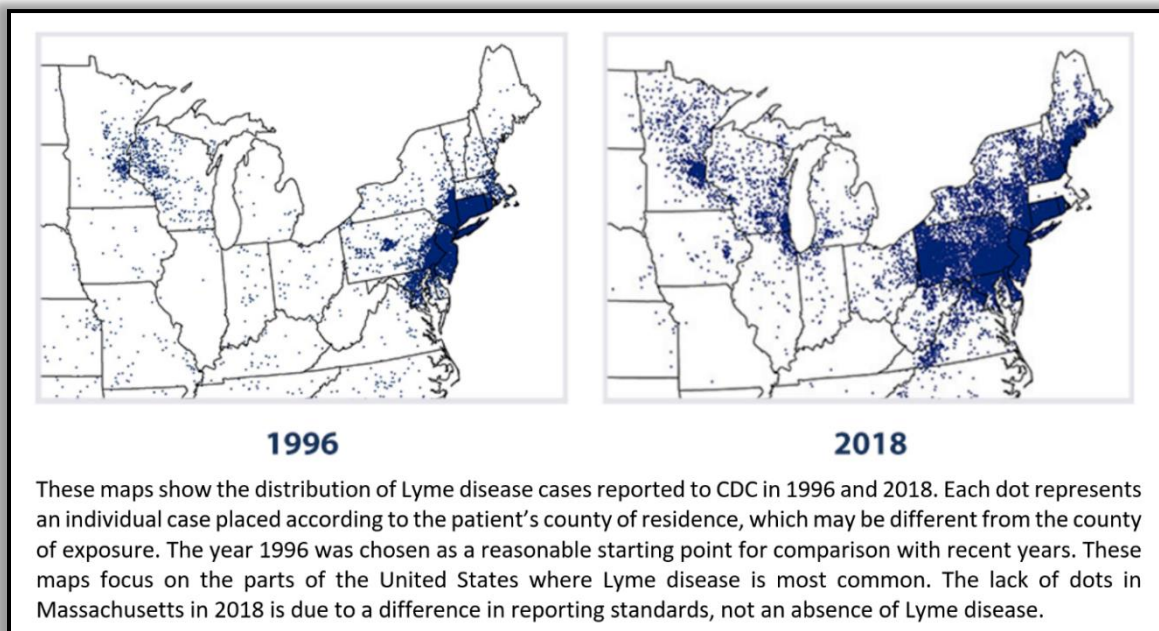 1996
2018
These maps show the distribution of Lyme disease cases reported to CDC in 1996 and 2018. Each dot represents
an individual case placed according to the patient's county of residence, which may be different from the county
of exposure. The year 1996 was chosen as a reasonable starting point for comparison with recent years. These
maps focus on the parts of the United States where Lyme disease is most common. The lack of dots in
Massachusetts in 2018 is due to a difference in reporting standards, not an absence of Lyme disease.